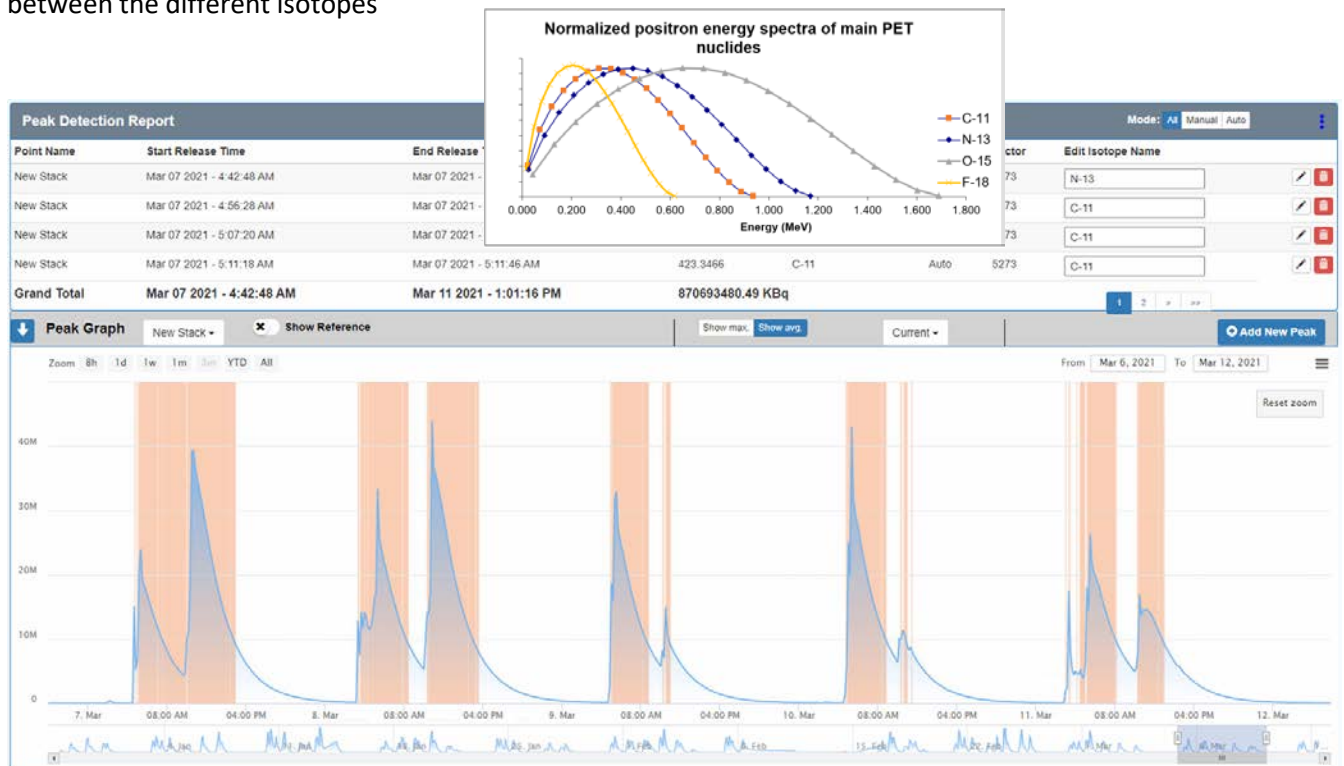 between the different isotopes
Normalized positron energy spectra of main PET
nuclides
C-11
N-13
O-15
F-18
0.000 0.200 0.400 0.600 0.800 1.000 1.200 1.400 1.600 1.800
Energy (MeV)
Peak Detection Report
Mode: All Manual Auto
Point Name Start Release Time End Release ctor Edit Isotope Name
New Stack Mar 07 2021 - 4:42:48 AM Mar 07 2021 - 73 N-13
New Stack Mar 07 2021 - 4:56:28 AM Mar 07 2021 - 73 C-11
New Stack Mar 07 2021 - 5:07:20 AM Mar 07 2021 - 73 C-11
New Stack Mar 07 2021 - 5:11:18 AM Mar 07 2021 - 5:11:46 AM 423.3466 C-11 Auto 5273 C-11
Grand Total Mar 07 2021 - 4:42:48 AM Mar 11 2021 - 1:01:16 PM 870693480.49 KBq
1 2 > >>
Peak Graph New Stack Show Reference Show max. Show avg. Current Add New Peak
Zoom 8h 1d 1w 1m 3m YTD All From Mar 6, 2021 To Mar 12, 2021
Reset zoom
40M
30M
20M
10M
0
7. Mar 08:00 AM 04:00 PM 8. Mar 08:00 AM 04:00 PM 9. Mar 08:00 AM 04:00 PM 10. Mar 08:00 AM 04:00 PM 11. Mar 08:00 AM 04:00 PM 12. Mar